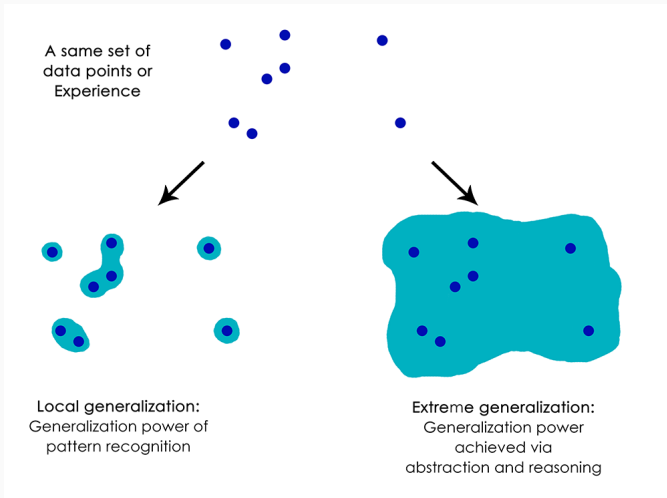 A same set of
data points or
Experience
Local generalization:
Generalization power of
pattern recognition
Extreme generalization:
Generalization power
achieved via
abstraction and reasoning